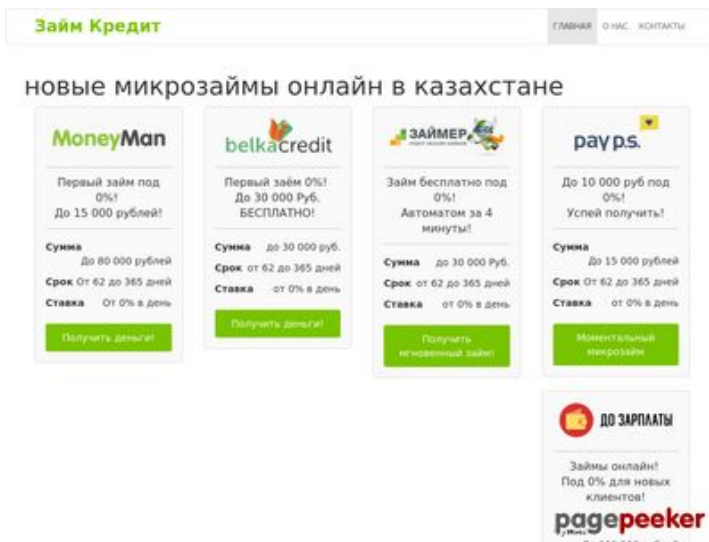 Займ Кредит
ГЛАВНАЯ О НАС КОНТАКТЫ
новые микрозаймы онлайн в казахстане
MoneyMan
Первый займ под
0%!
До 15 000 рублей!
Сумма
До 80 000 рублей
Срок От 62 до 365 дней
Ставка От 0% в день
Получить деньги!
belkacredit
Первый заём 0%!
До 30 000 Руб.
БЕСПЛАТНО!
Сумма до 30 000 руб.
Срок от 62 до 365 дней
Ставка от 0% в день
Получить деньги!
ЗАЙМЕР
Займ бесплатно под
0%!
Автоматом за 4
минуты!
Сумма до 30 000 Руб.
Срок от 62 до 365 дней
Ставка от 0% в день
Получить
мгновенный займ!
pay p.s.
До 10 000 руб под
0%!
Успей получить!
Сумма
До 15 000 рублей
Срок От 62 до 365 дней
Ставка от 0% в день
Моментальный
микрозайм
ДО ЗАРПЛАТЫ
Займы онлайн!
Под 0% для новых
клиентов!
pagepeeker